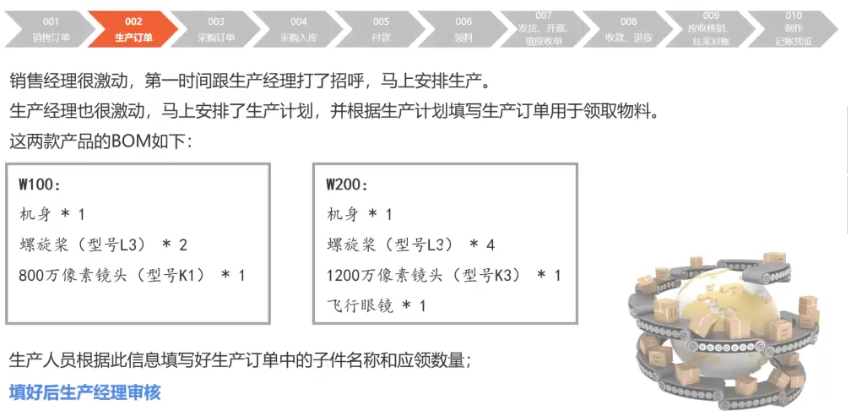 001
销售订单
002
生产订单
003
采购订单
004
采购入库
005
付款
006
领料
007
发货、开票、
填应收单
008
收款、退货
009
应收核销、
往来对账
010
制作
记账凭证
销售经理很激动，第一时间跟生产经理打了招呼，马上安排生产。
生产经理也很激动，马上安排了生产计划，并根据生产计划填写生产订单用于领取物料。
这两款产品的BOM如下：
W100：
机身 * 1
螺旋桨（型号L3） * 2
800万像素镜头（型号K1） * 1
W200：
机身 * 1
螺旋桨（型号L3） * 4
1200万像素镜头（型号K3） * 1
飞行眼镜 * 1
生产人员根据此信息填写好生产订单中的子件名称和应领数量；
填好后生产经理审核